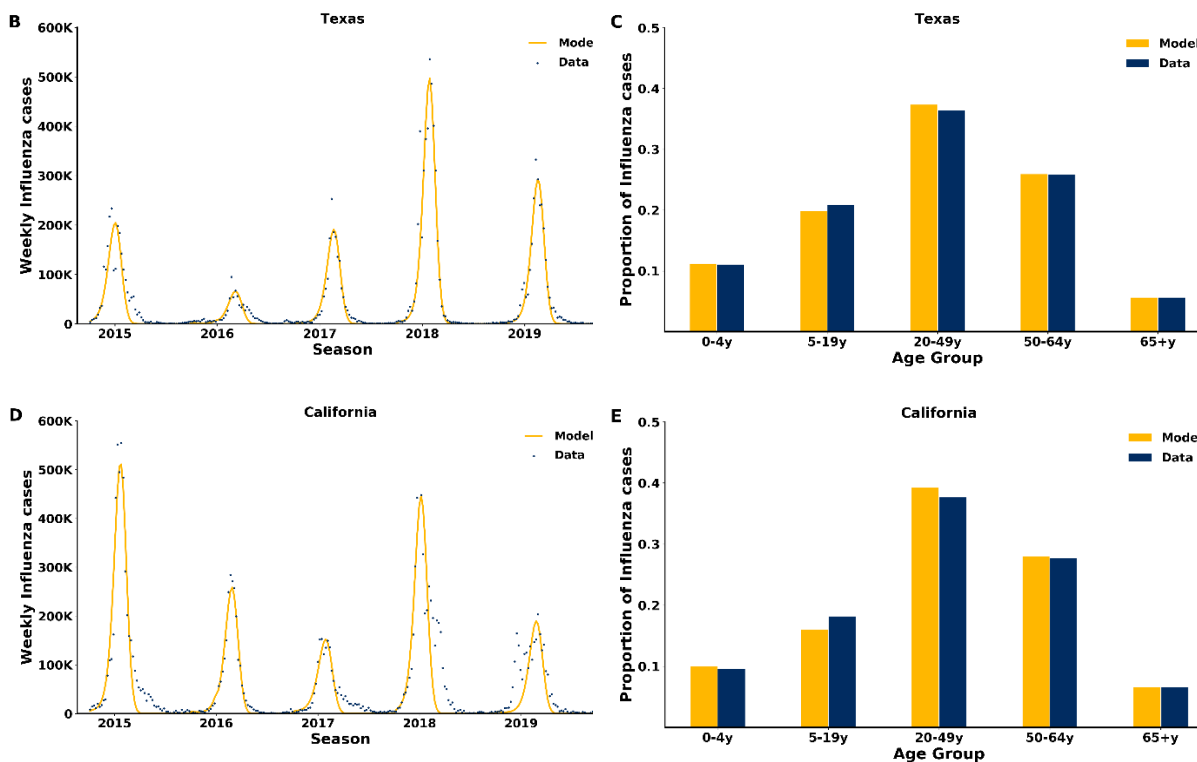 B
Texas
600K
500K
400K
300K
200K
100K
0
Weekly Influenza cases
Mode
Data
2015 2016 2017 2018 2019
Season
C
Texas
0.5
0.4
0.3
0.2
0.1
Proportion of Influenza cases
Model
Data
0-4y 5-19y 20-49y 50-64y 65+y
Age Group
D
California
600K
500K
400K
300K
200K
100K
0
Weekly Influenza cases
Model
Data
2015 2016 2017 2018 2019
Season
E
California
0.5
0.4
0.3
0.2
0.1
Proportion of Influenza cases
Mode
Data
0-4y 5-19y 20-49y 50-64y 65+y
Age Group